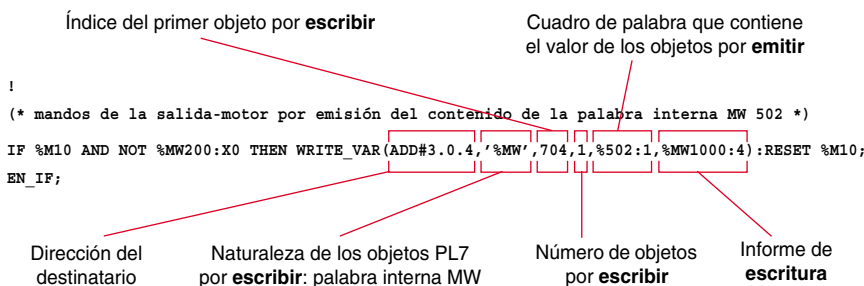 Índice del primer objeto por escribir
Cuadro de palabra que contiene
el valor de los objetos por emitir
!
(* mandos de la salida-motor por emisión del contenido de la palabra interna MW 502 *)
IF %M10 AND NOT %MW200:X0 THEN WRITE_VAR(ADD#3.0.4,'%MW',704,1,%502:1,%MW1000:4):RESET %M10;
EN_IF;
Dirección del
destinatario
Naturaleza de los objetos PL7
por escribir: palabra interna MW
Número de objetos
por escribir
Informe de
escritura